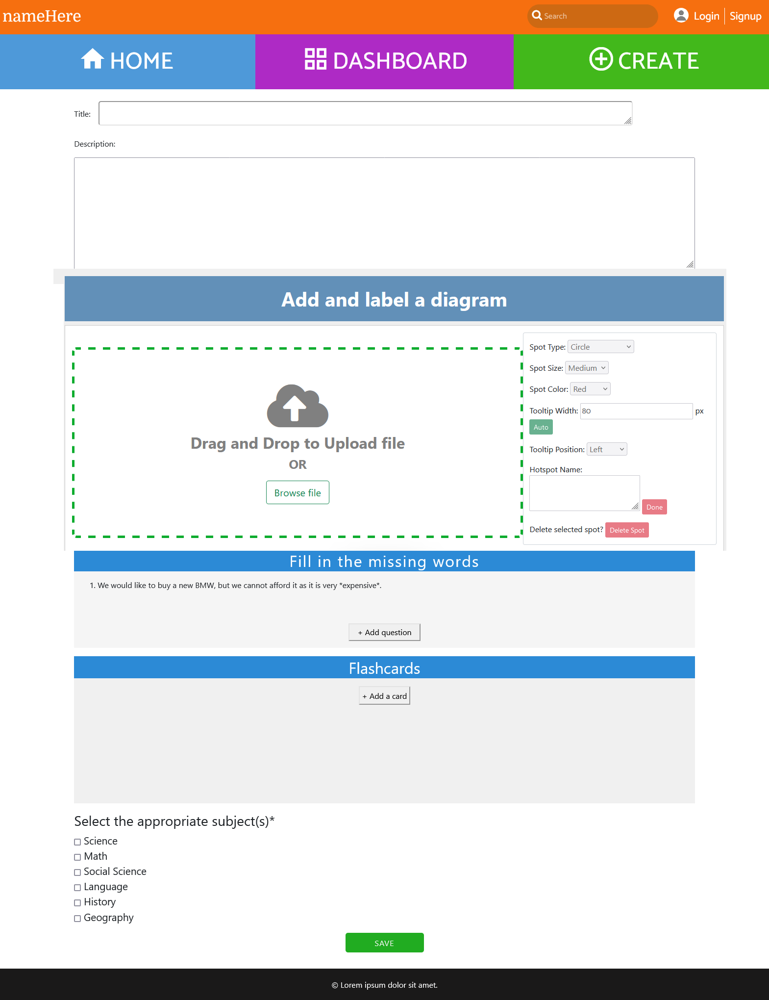 nameHere
Search
Login
Signup
HOME
DASHBOARD
CREATE
Title:
Description:
Add and label a diagram
Drag and Drop to Upload file
OR
Browse file
Spot Type: Circle
Spot Size: Medium
Spot Color: Red
Tooltip Width: 80 px
Auto
Tooltip Position: Left
Hotspot Name:
Done
Delete selected spot? Delete Spot
Fill in the missing words
1. We would like to buy a new BMW, but we cannot afford it as it is very *expensive*.
+ Add question
Flashcards
+ Add a card
Select the appropriate subject(s)*
Science
Math
Social Science
Language
History
Geography
SAVE
© Lorem ipsum dolor sit amet.